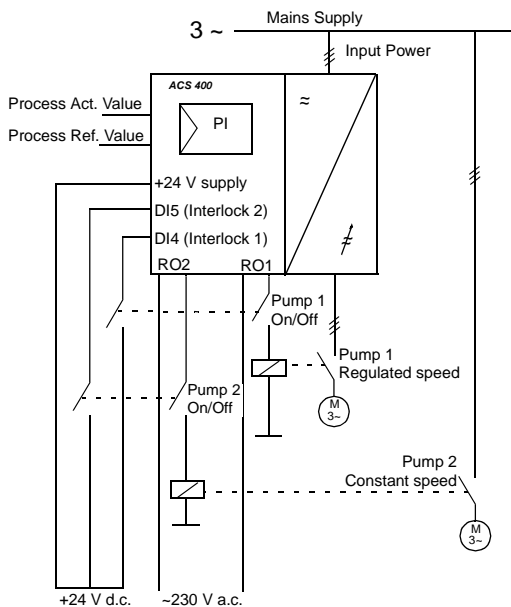 Mains Supply
3 ~
Input Power
ACS 400
≈
Process Act. Value
PI
Process Ref. Value
+24 V supply
DI5 (Interlock 2)
DI4 (Interlock 1)
RO2
RO1
Pump 1
On/Off
Pump 1
Regulated speed
M
3~
Pump 2
On/Off
Pump 2
Constant speed
M
3~
+24 V d.c.
~230 V a.c.